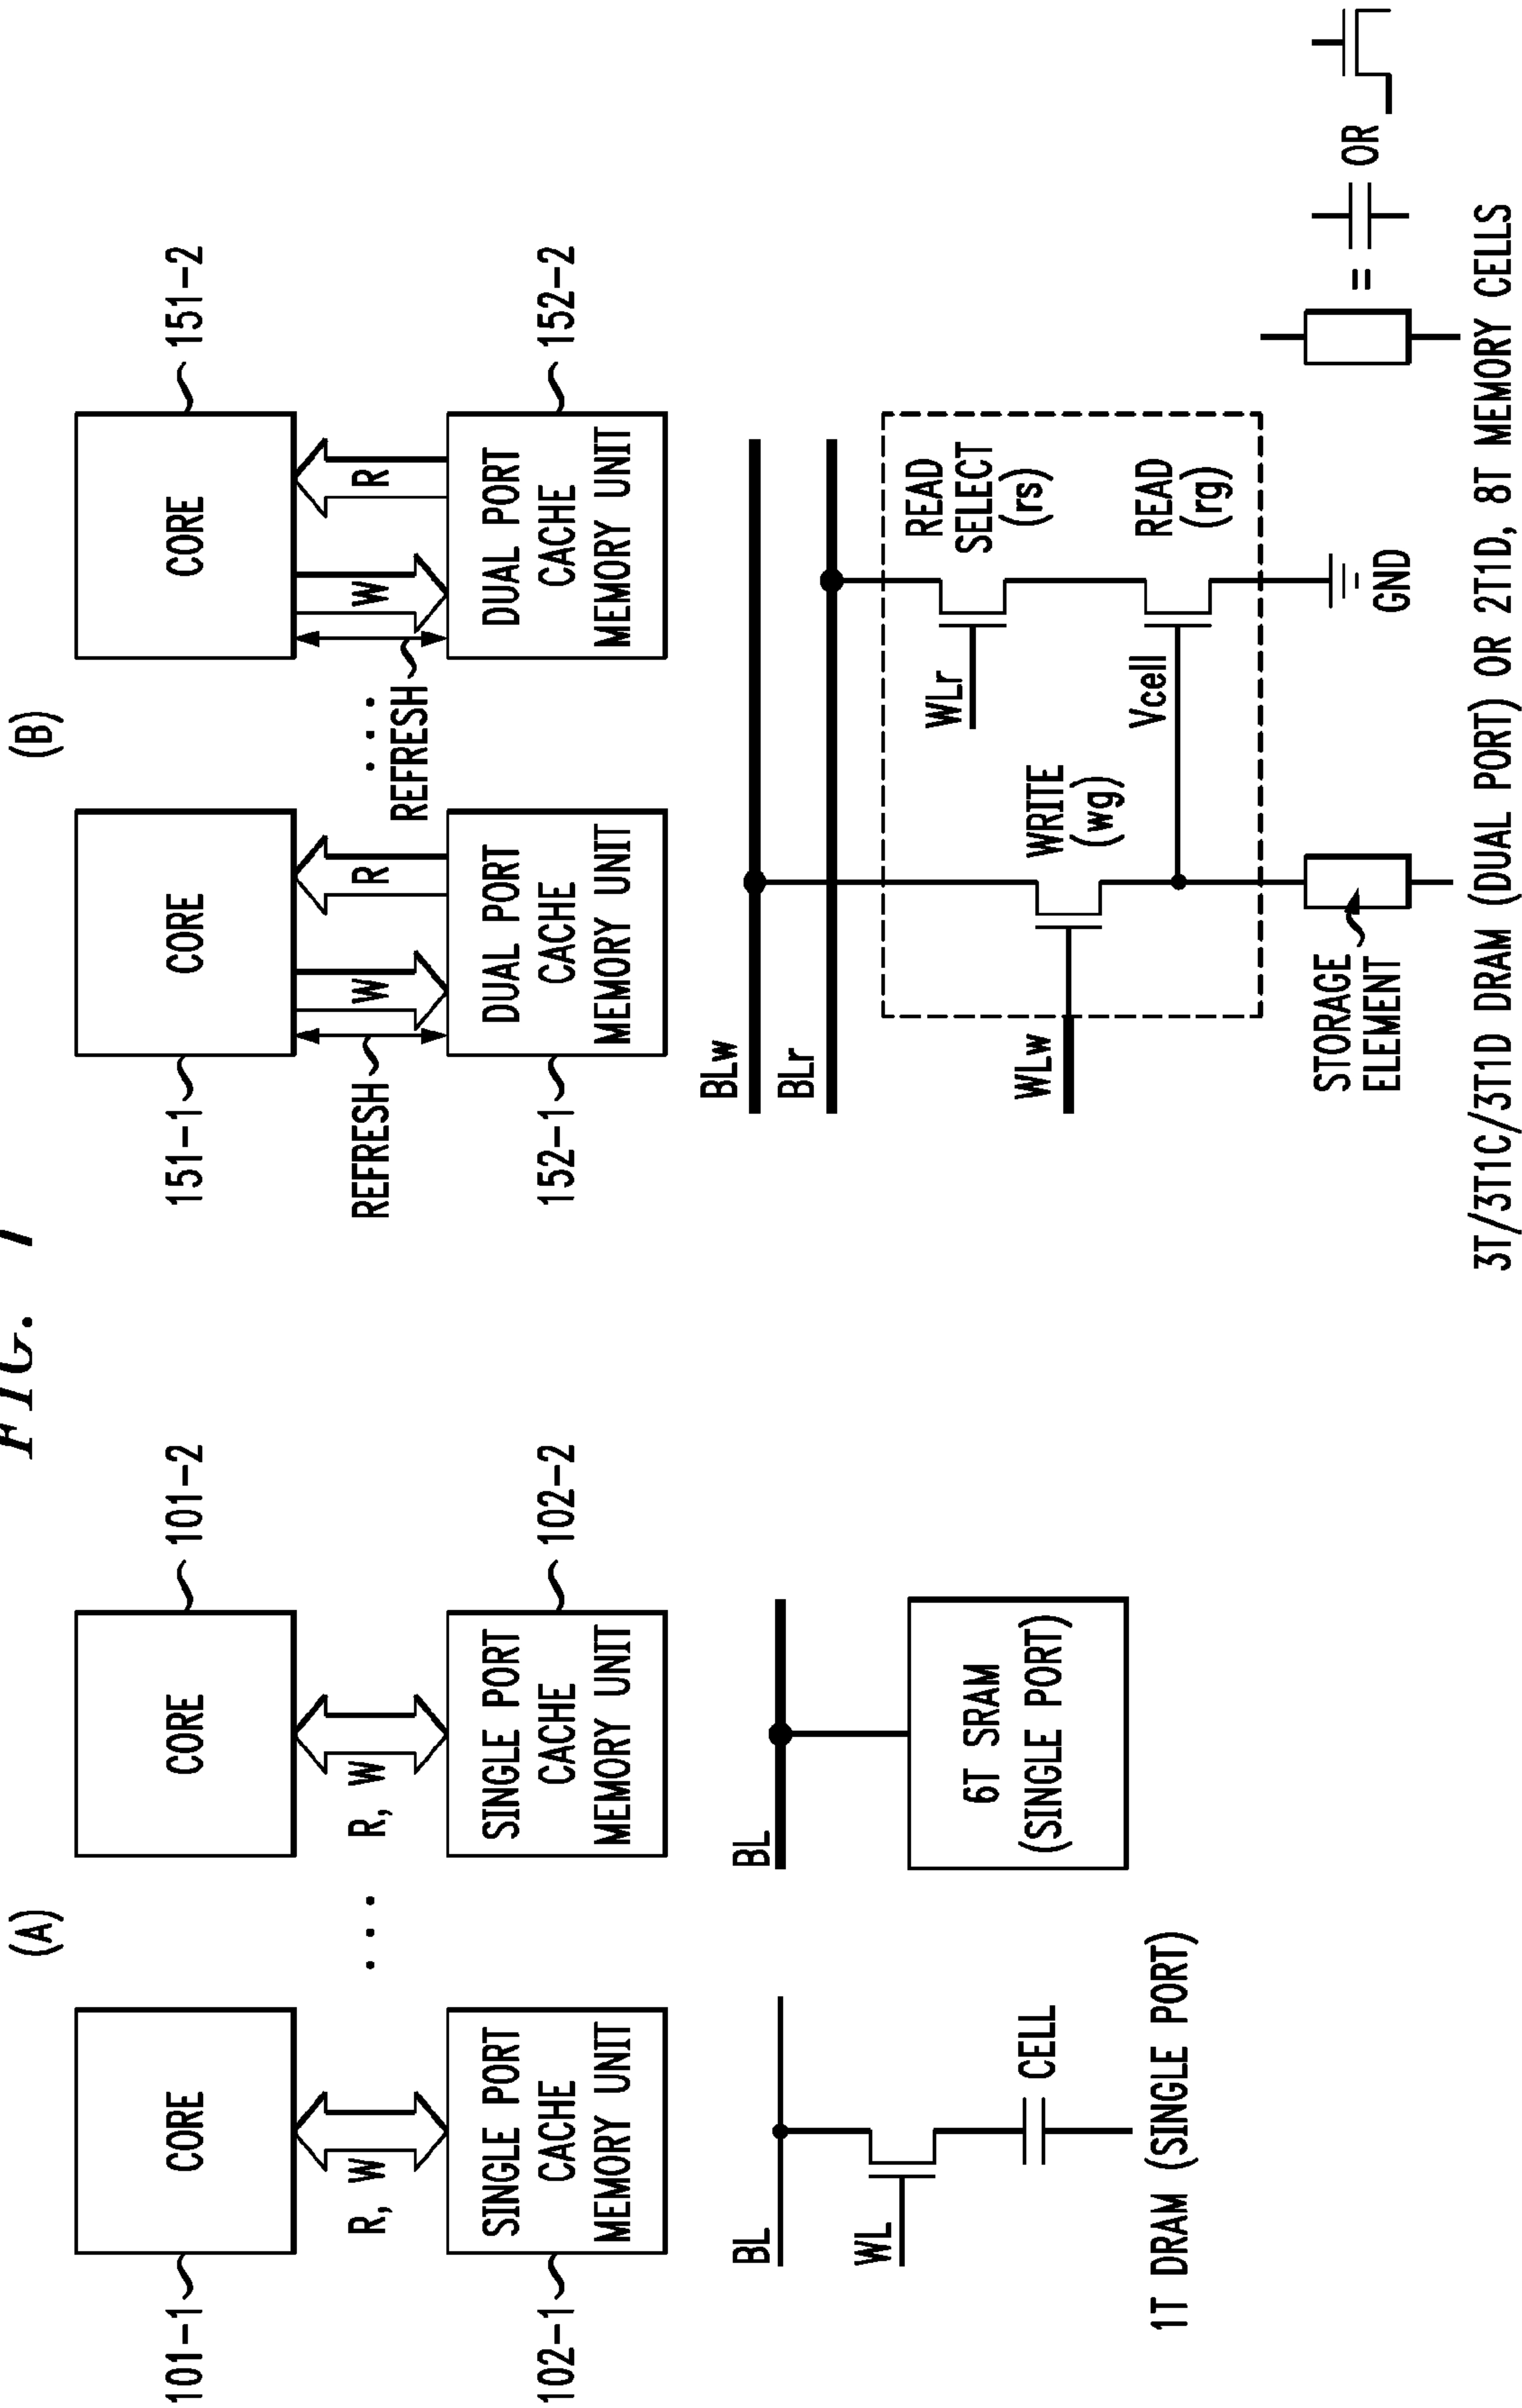 FIG. 1
(A)
101-1
CORE
CORE
101-2
R, W
. . .
R, W
102-1
SINGLE PORT
CACHE
MEMORY UNIT
SINGLE PORT
CACHE
MEMORY UNIT
102-2
BL
WL
CELL
1T DRAM (SINGLE PORT)
BL
6T SRAM
(SINGLE PORT)
(B)
151-1
CORE
CORE
151-2
REFRESH
W
R
. . .
REFRESH
W
R
152-1
DUAL PORT
CACHE
MEMORY UNIT
DUAL PORT
CACHE
MEMORY UNIT
152-2
BLw
BLr
WLw
WRITE
(wg)
WLr
READ
SELECT
(rs)
Vcell
READ
(rg)
STORAGE
ELEMENT
GND
= OR
3T/3T1C/3T1D DRAM (DUAL PORT) OR 2T1D, 8T MEMORY CELLS